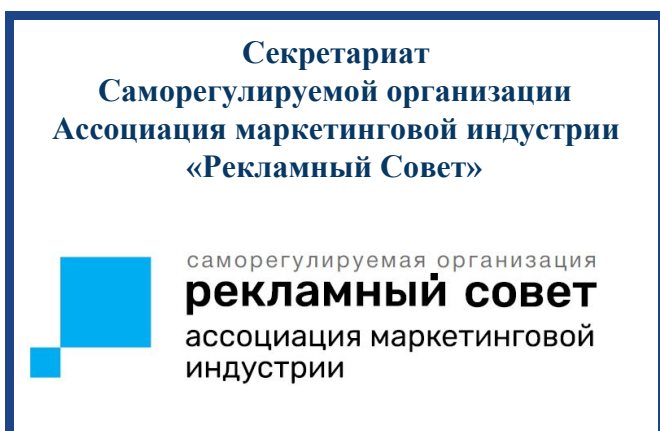 Секретариат
Саморегулируемой организации
Ассоциация маркетинговой индустрии
«Рекламный Совет»
саморегулируемая организация
рекламный совет
ассоциация маркетинговой
индустрии